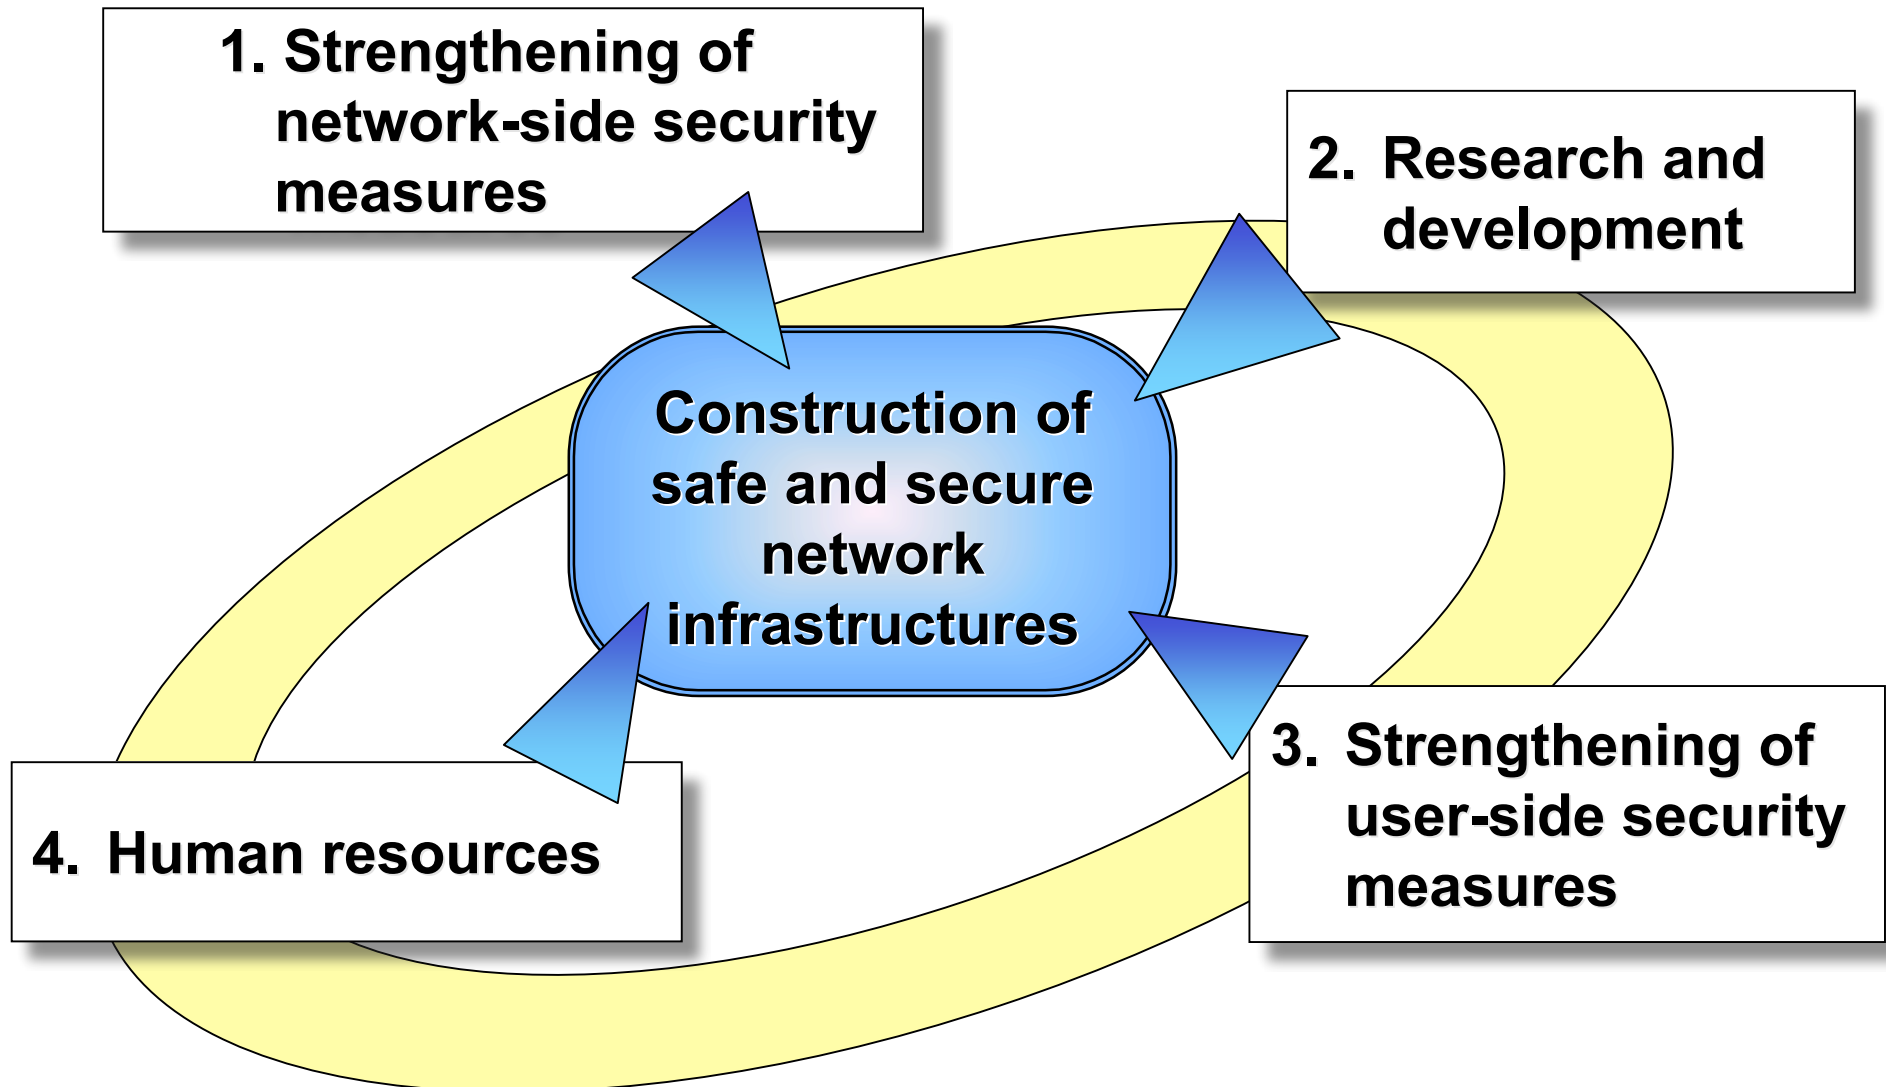 1. Strengthening of
network-side security
measures
2. Research and
development
Construction of
safe and secure
network
infrastructures
3. Strengthening of
user-side security
measures
4. Human resources